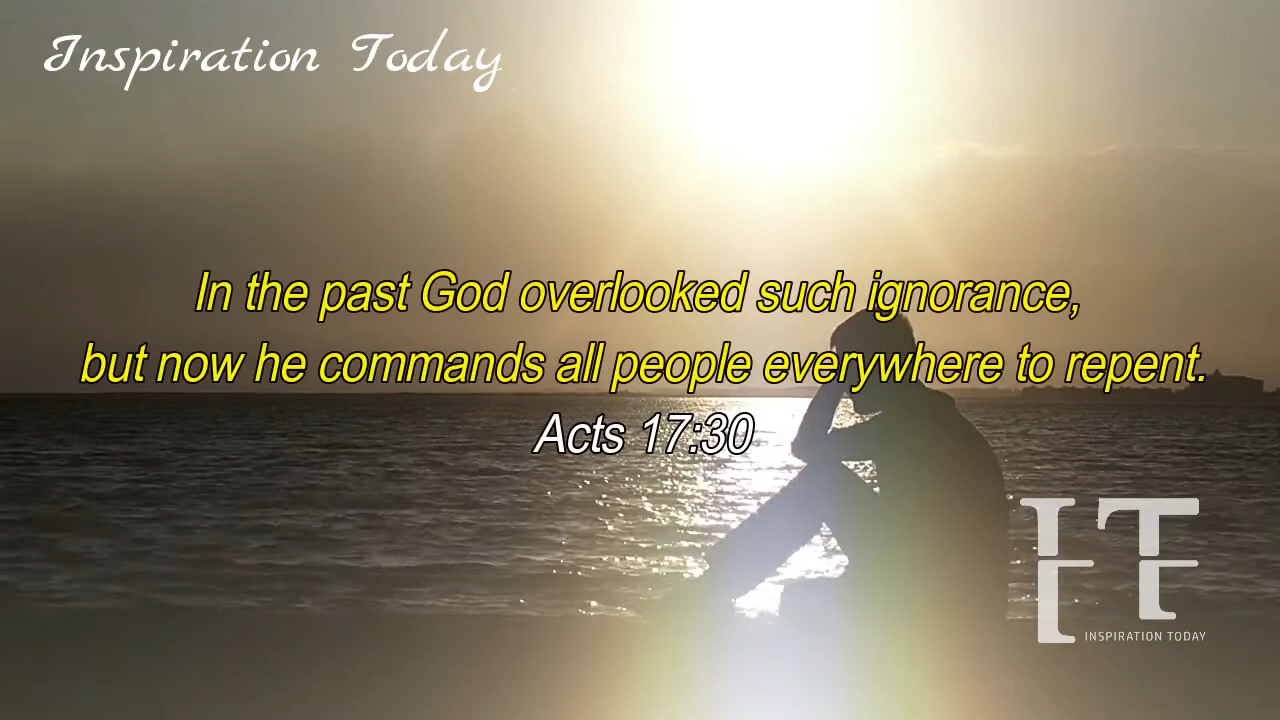 Inspiration Today
In the past God overlooked such ignorance,
but now he commands all people everywhere to repent.
Acts 17:30
IT
INSPIRATION TODAY